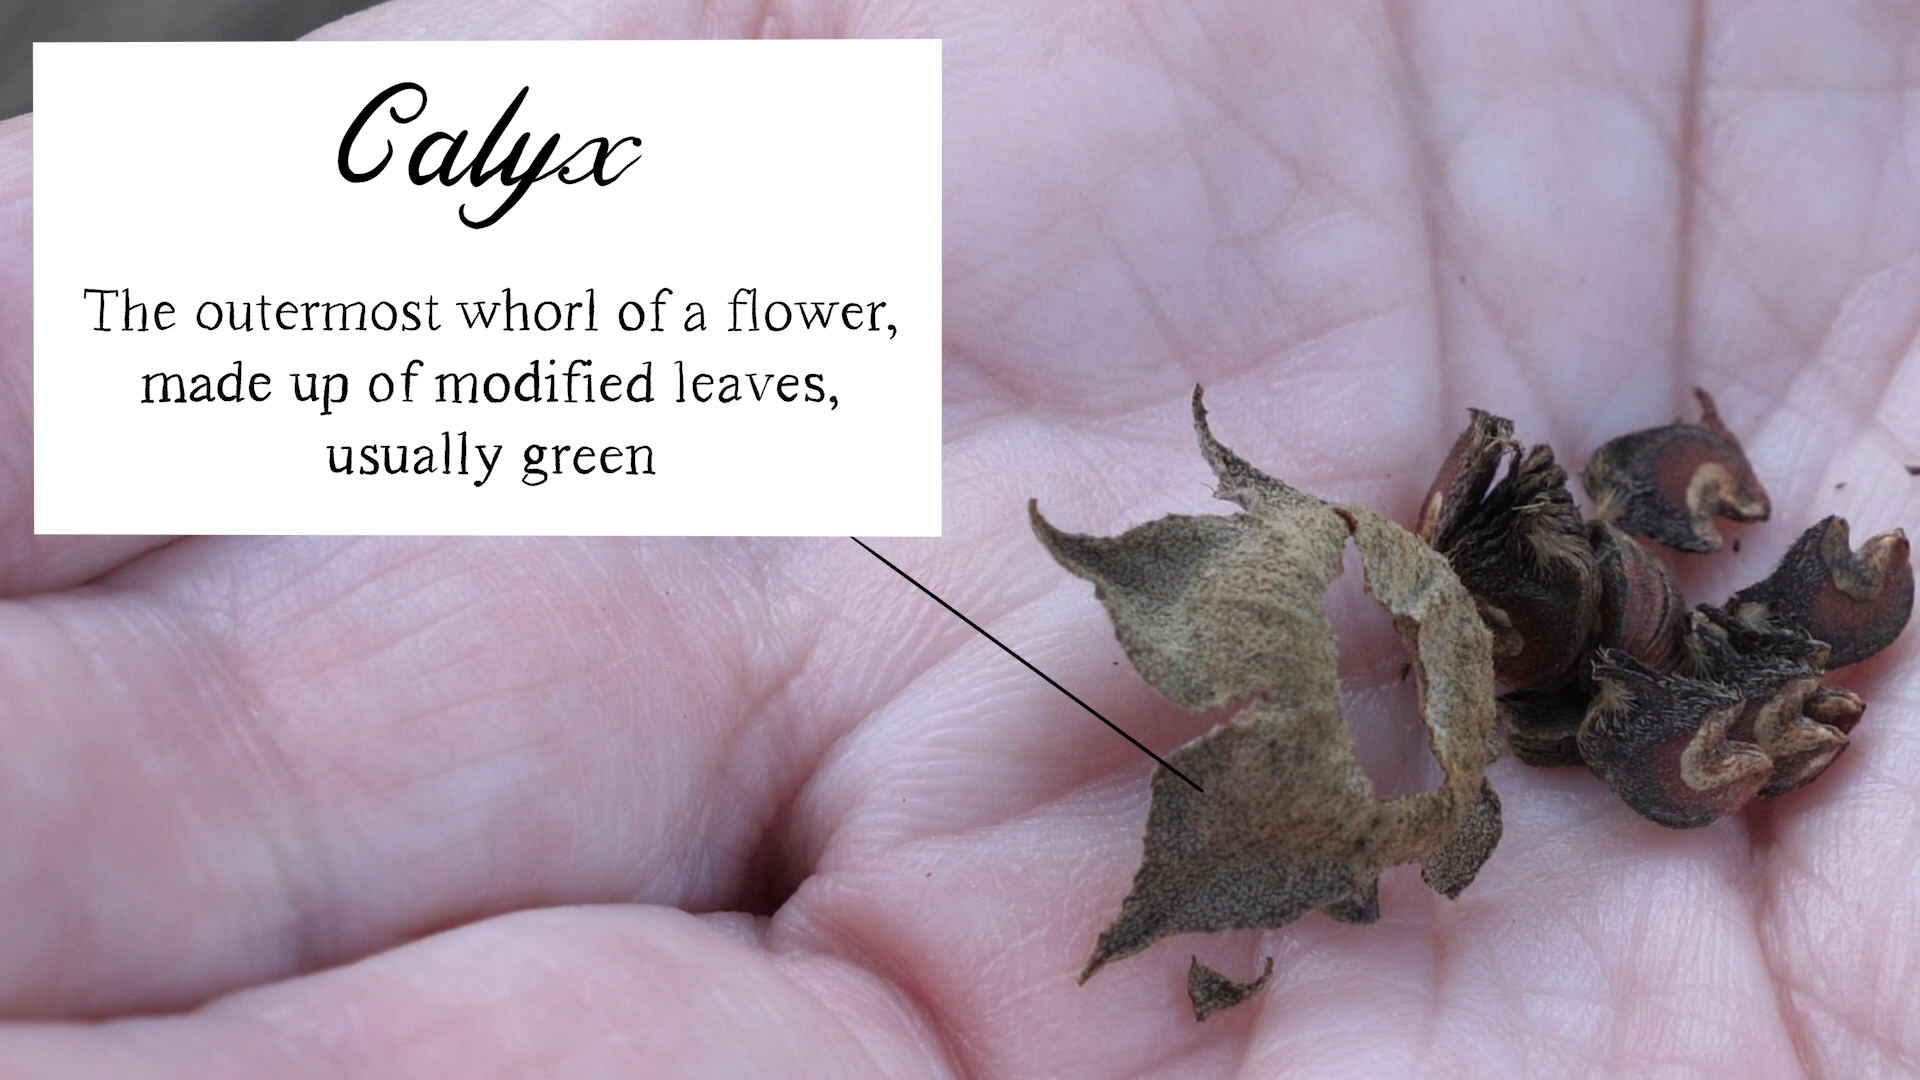 Calyx
The outermost whorl of a flower,
made up of modified leaves,
usually green